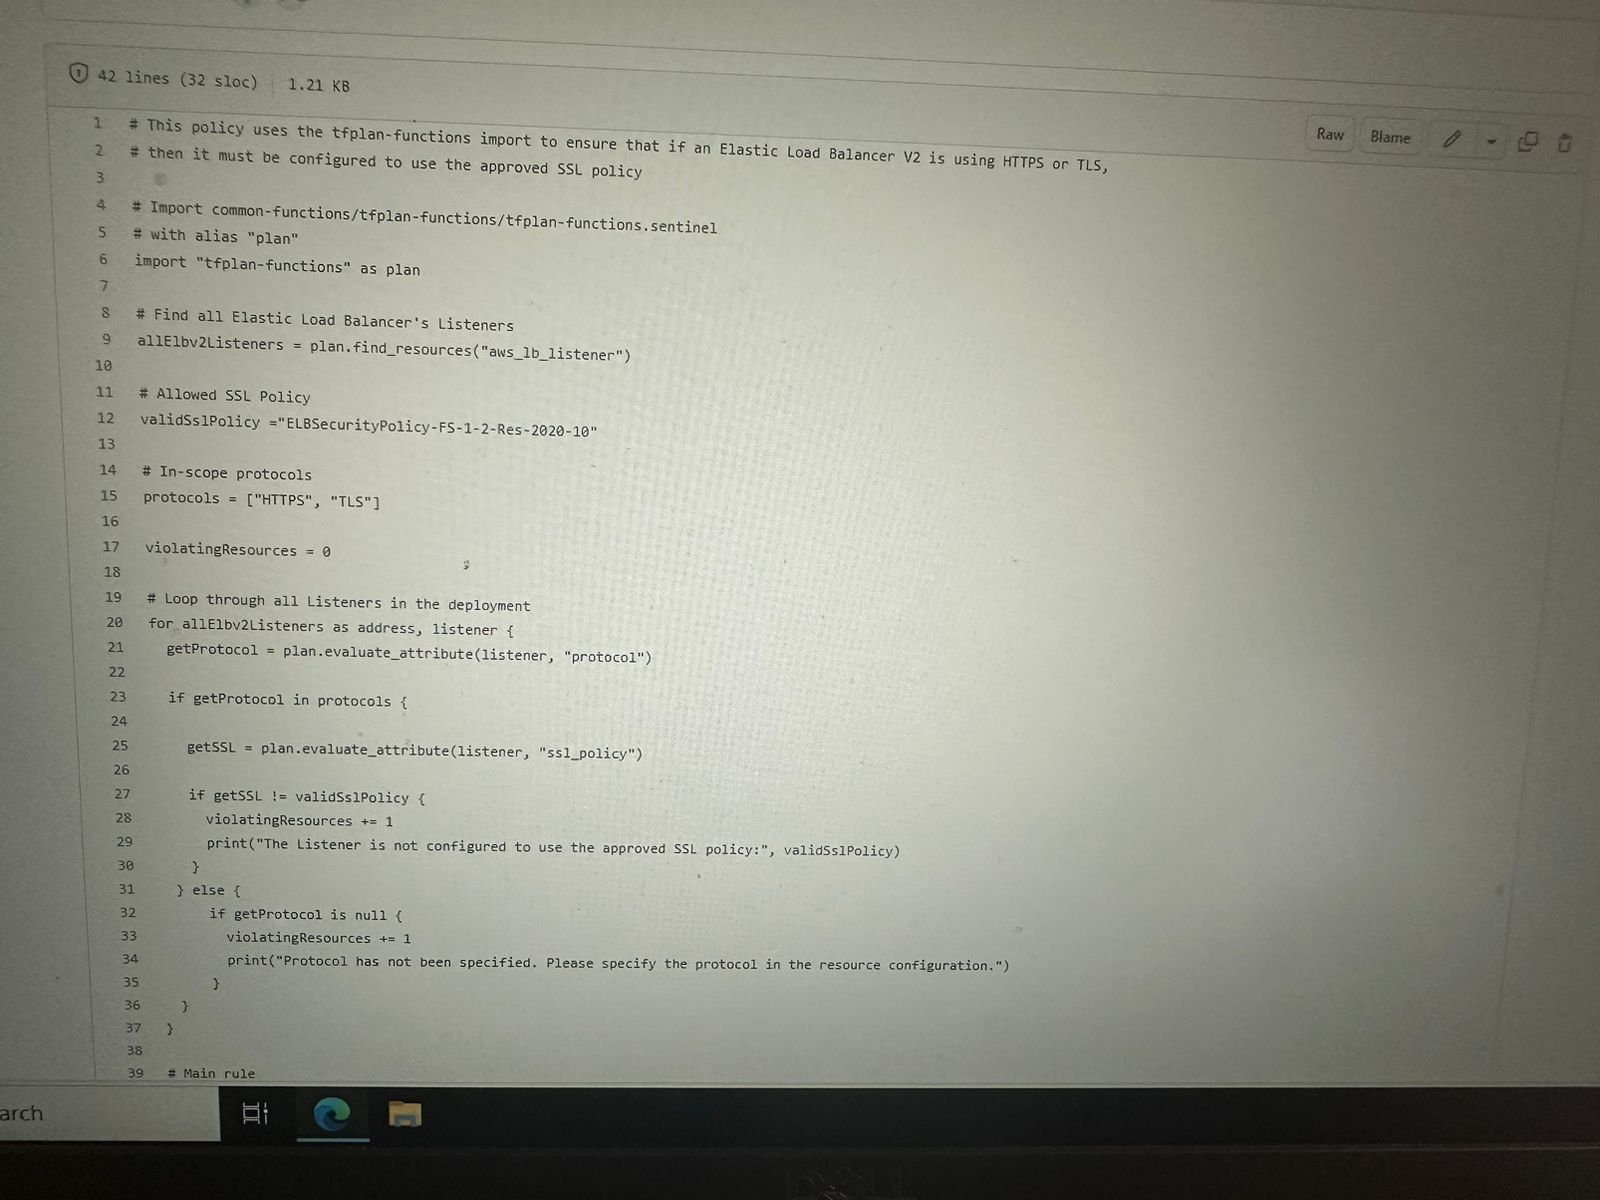 42 lines (32 sloc) 1.21 KB
Raw Blame
1 # This policy uses the tfplan-functions import to ensure that if an Elastic Load Balancer V2 is using HTTPS or TLS,
2 # then it must be configured to use the approved SSL policy
3
4 # Import common-functions/tfplan-functions/tfplan-functions.sentinel
5 # with alias "plan"
6 import "tfplan-functions" as plan
7
8 # Find all Elastic Load Balancer's Listeners
9 allElbv2Listeners = plan.find_resources("aws_lb_listener")
10
11 # Allowed SSL Policy
12 validSslPolicy ="ELBSecurityPolicy-FS-1-2-Res-2020-10"
13
14 # In-scope protocols
15 protocols = ["HTTPS", "TLS"]
16
17 violatingResources = 0
18
19 # Loop through all Listeners in the deployment
20 for allElbv2Listeners as address, listener {
21 getProtocol = plan.evaluate_attribute(listener, "protocol")
22
23 if getProtocol in protocols {
24
25 getSSL = plan.evaluate_attribute(listener, "ssl_policy")
26
27 if getSSL != validSslPolicy {
28 violatingResources += 1
29 print("The Listener is not configured to use the approved SSL policy:", validSslPolicy)
30 }
31 } else {
32 if getProtocol is null {
33 violatingResources += 1
34 print("Protocol has not been specified. Please specify the protocol in the resource configuration.")
35 }
36 }
37 }
38
39 # Main rule
arch